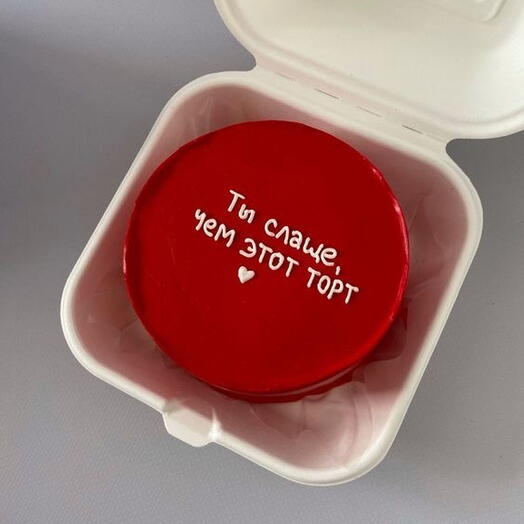 Ты слаще,
чем этот торт